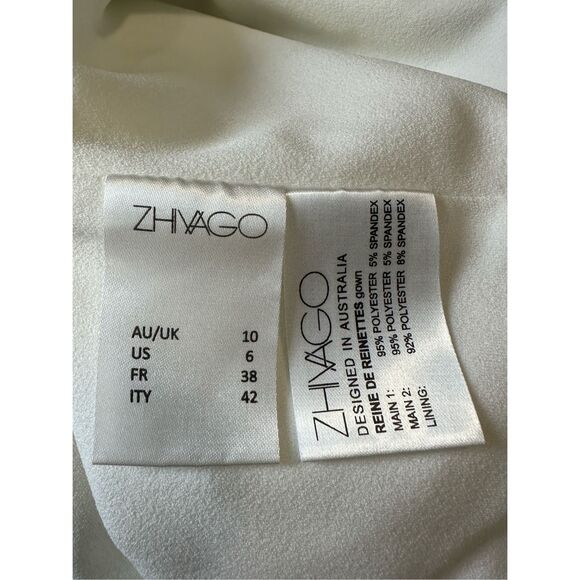 ZHIVAGO
AU/UK 10
US 6
FR 38
ITY 42
ZHIVAGO
DESIGNED IN AUSTRALIA
REINE DE REINETTES gown
MAIN 1: 95% POLYESTER 5% SPANDEX
MAIN 2: 95% POLYESTER 5% SPANDEX
LINING: 92% POLYESTER 8% SPANDEX